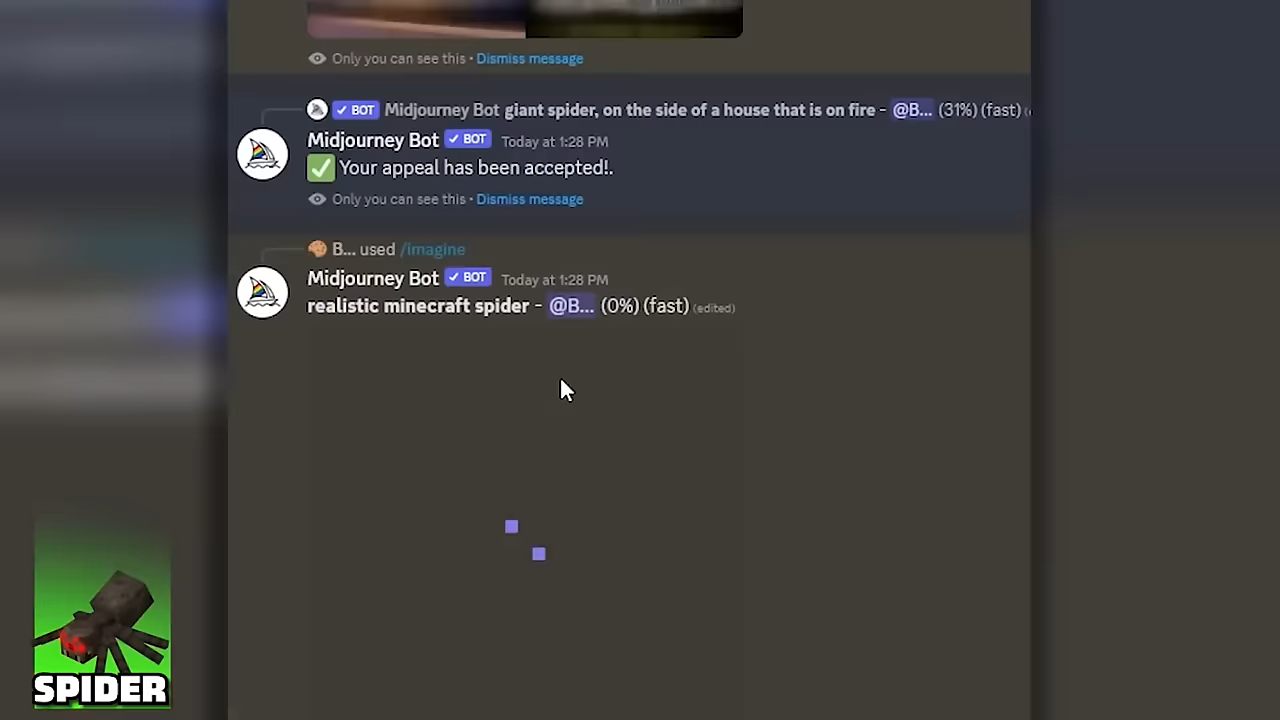 Only you can see this • Dismiss message
✓ BOT Midjourney Bot giant spider, on the side of a house that is on fire - @B... (31%) (fast)
Midjourney Bot ✓ BOT Today at 1:28 PM
✅ Your appeal has been accepted!.
Only you can see this • Dismiss message
B... used /imagine
Midjourney Bot ✓ BOT Today at 1:28 PM
realistic minecraft spider - @B... (0%) (fast) (edited)
SPIDER